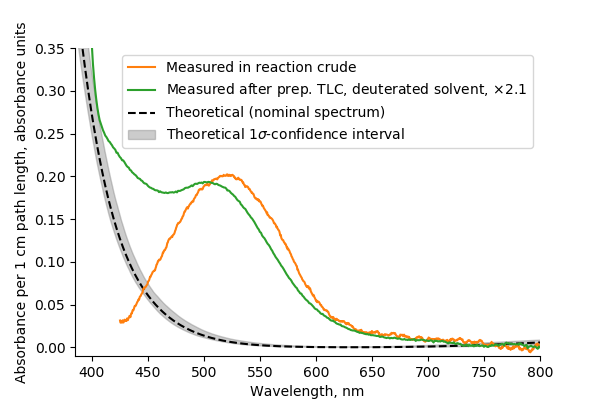 Absorbance per 1 cm path length, absorbance units
0.35
0.30
0.25
0.20
0.15
0.10
0.05
0.00
Measured in reaction crude
Measured after prep. TLC, deuterated solvent, ×2.1
Theoretical (nominal spectrum)
Theoretical 1σ-confidence interval
400 450 500 550 600 650 700 750 800
Wavelength, nm